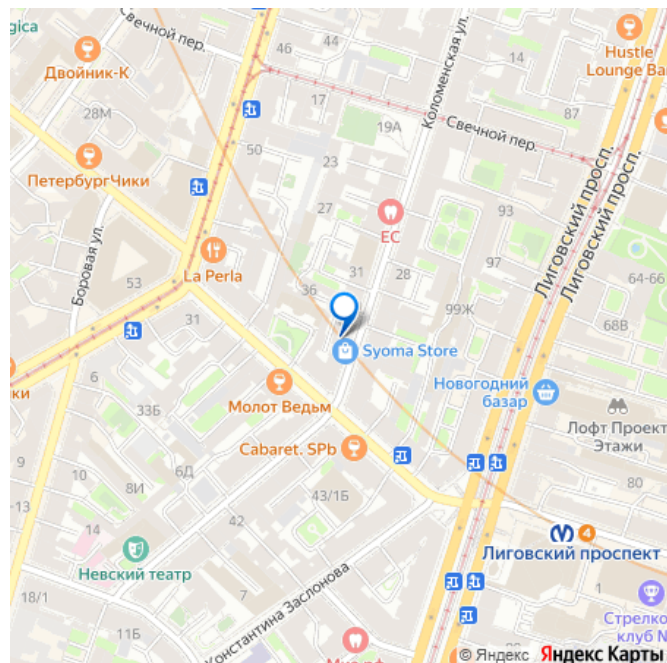 gica
Свечной пер.
46
44
Hustle
Lounge Ba
Двойник-К
Коломенская ул.
17
14
87
28М
19А
Свечной пер.
50
23
ПетербургЧики
Лиговский просп.
Лиговский просп.
27
93
ЕС
Боровая ул.
La Perla
31
28
97
64-66
53
36
99Ж
68В
31
Syoma Store
6
Новогодний
базар
ки
Молот Ведьм
33Б
Лофт Проект
Этажи
9
Cabaret. SPb
10
6Д
80
8И
43/1Б
-13
42
4
Лиговский проспект
Невский театр
18/1
Константина Заслонова
Стрелко
клуб N
11Б
© Яндекс Яндекс Карты